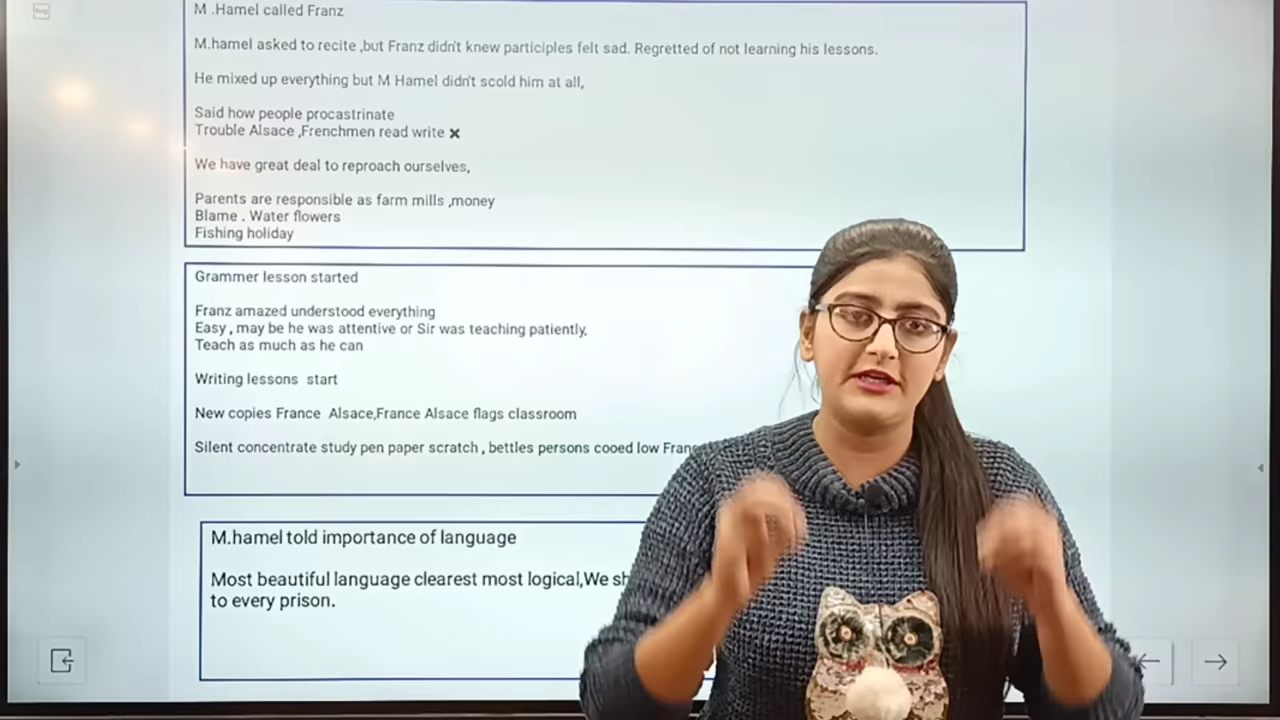 M .Hamel called Franz
M.hamel asked to recite ,but Franz didn't knew participles felt sad. Regretted of not learning his lessons.
He mixed up everything but M Hamel didn't scold him at all,
Said how people procastrinate
Trouble Alsace ,Frenchmen read write ✖
We have great deal to reproach ourselves,
Parents are responsible as farm mills ,money
Blame . Water flowers
Fishing holiday
Grammer lesson started
Franz amazed understood everything
Easy , may be he was attentive or Sir was teaching patiently,
Teach as much as he can
Writing lessons start
New copies France Alsace,France Alsace flags classroom
Silent concentrate study pen paper scratch , bettles persons cooed low
M.hamel told importance of language
Most beautiful language clearest most logical,We
to every prison.